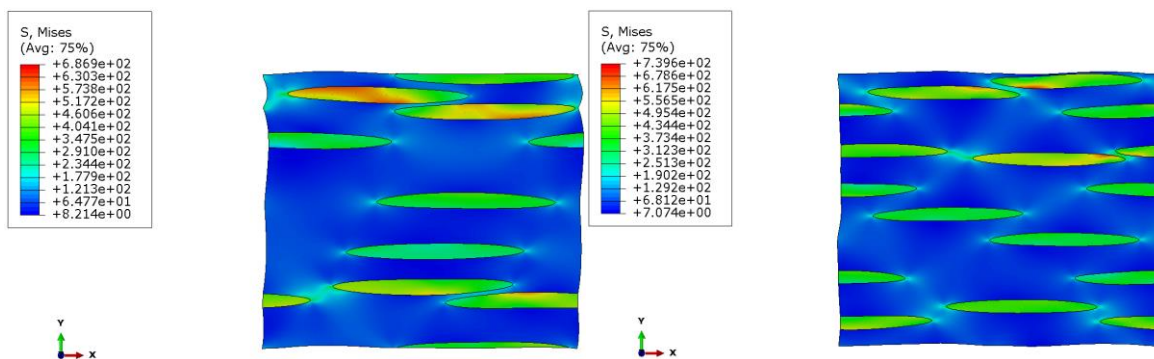 S, Mises
(Avg: 75%)
+6.869e+02
+6.303e+02
+5.738e+02
+5.172e+02
+4.606e+02
+4.041e+02
+3.475e+02
+2.910e+02
+2.344e+02
+1.779e+02
+1.213e+02
+6.477e+01
+8.214e+00
Y
X
S, Mises
(Avg: 75%)
+7.396e+02
+6.786e+02
+6.175e+02
+5.565e+02
+4.954e+02
+4.344e+02
+3.734e+02
+3.123e+02
+2.513e+02
+1.902e+02
+1.292e+02
+6.812e+01
+7.074e+00
Y
X